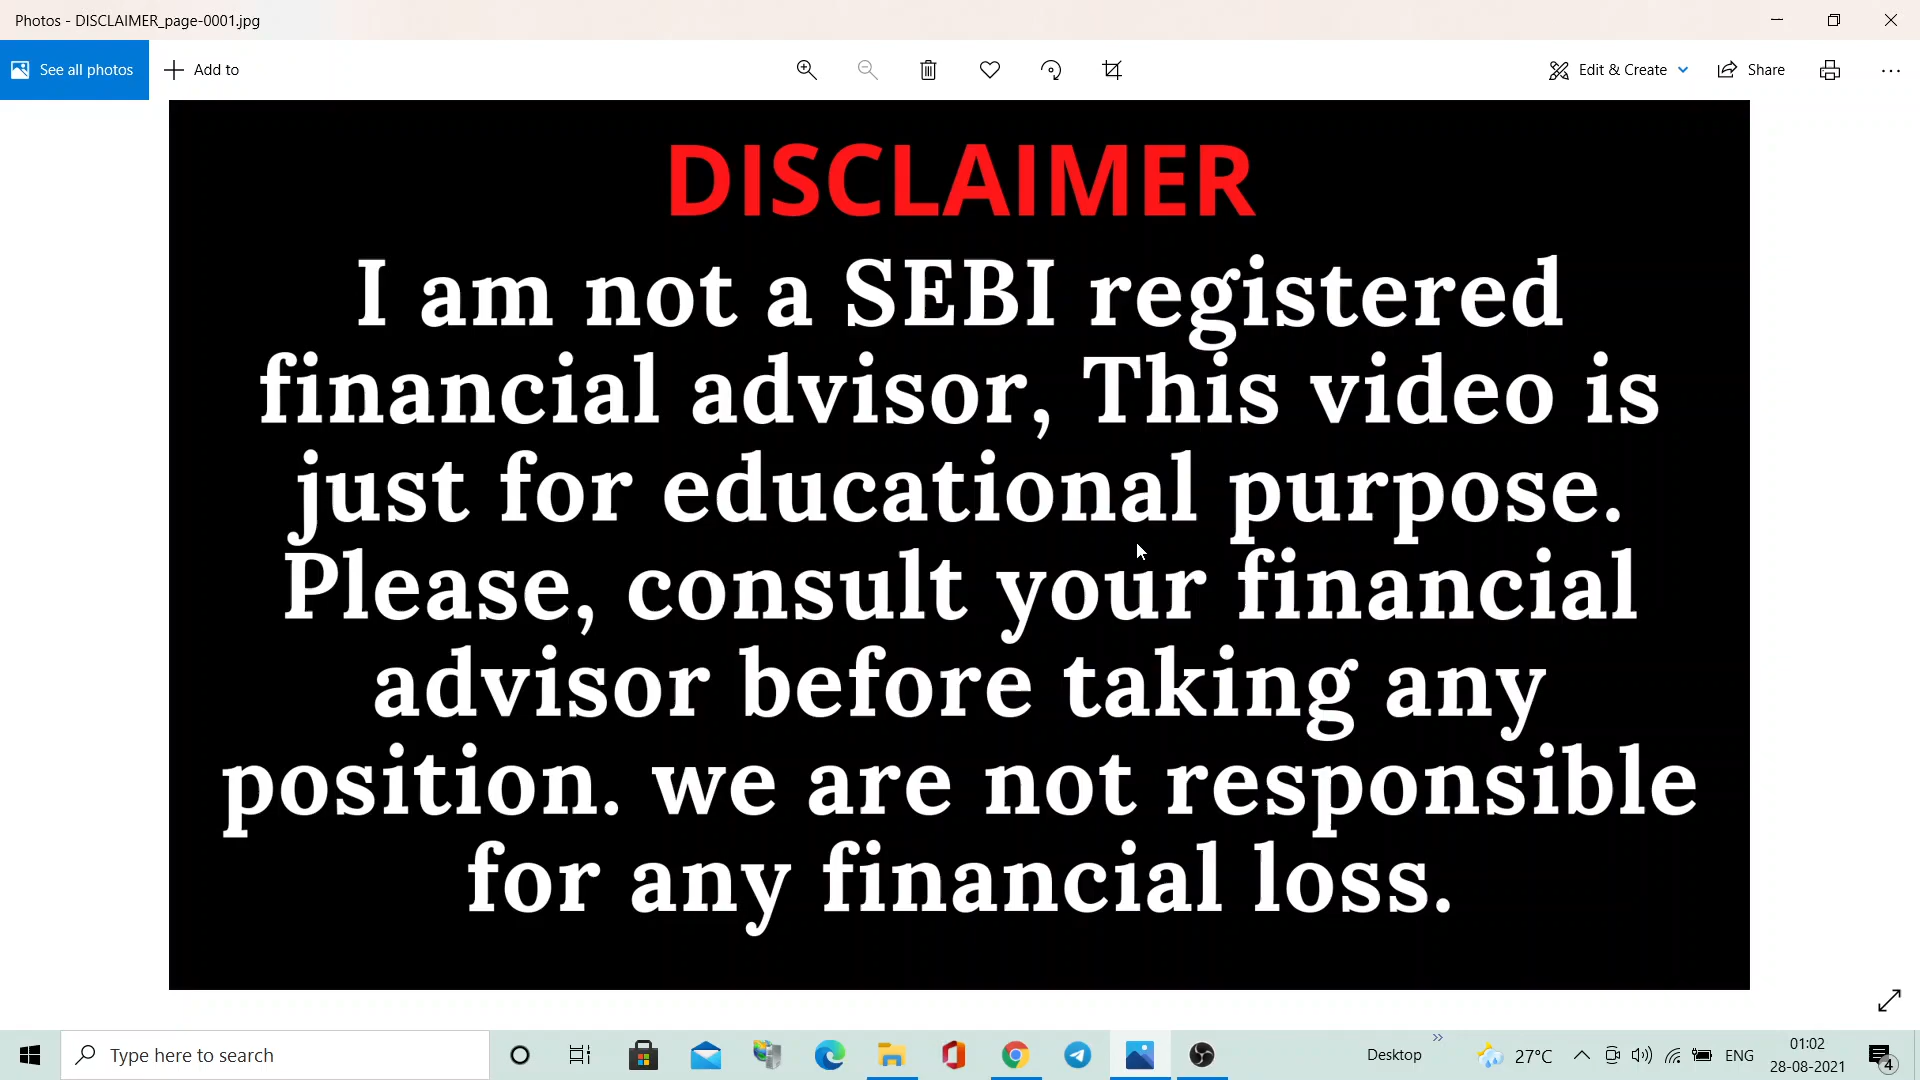 Photos - DISCLAIMER_page-0001.jpg
See all photos
Add to
Edit & Create
Share
DISCLAIMER
I am not a SEBI registered
financial advisor, This video is
just for educational purpose.
Please, consult your financial
advisor before taking any
position. we are not responsible
for any financial loss.
Type here to search
Desktop
27°C
ENG
01:02
28-08-2021
4